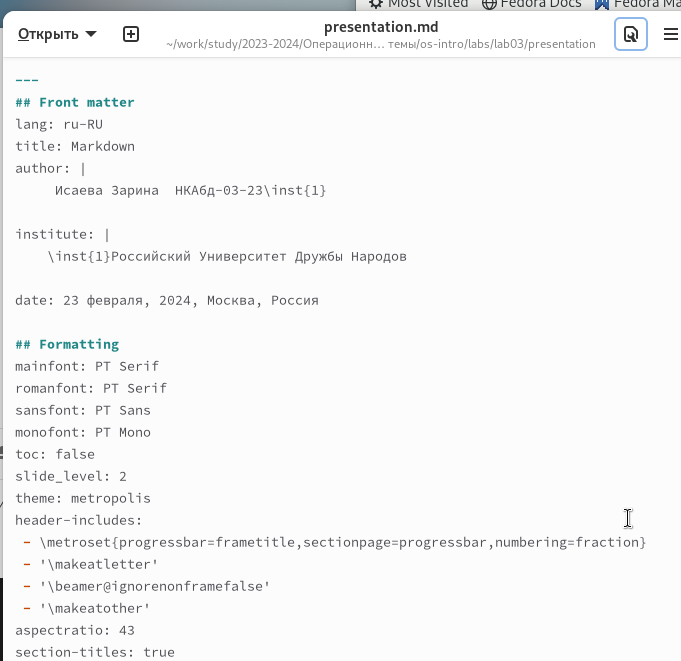 Most Visited Fedora Docs Fedora Ma
Открыть presentation.md
~/work/study/2023-2024/Операционн… темы/os-intro/labs/lab03/presentation
---
## Front matter
lang: ru-RU
title: Markdown
author: |
     Исаева Зарина  НКАбд-03-23\inst{1}
institute: |
    \inst{1}Российский Университет Дружбы Народов
date: 23 февраля, 2024, Москва, Россия
## Formatting
mainfont: PT Serif
romanfont: PT Serif
sansfont: PT Sans
monofont: PT Mono
toc: false
slide_level: 2
theme: metropolis
header-includes:
 - \metroset{progressbar=frametitle,sectionpage=progressbar,numbering=fraction}
 - '\makeatletter'
 - '\beamer@ignorenonframefalse'
 - '\makeatother'
aspectratio: 43
section-titles: true